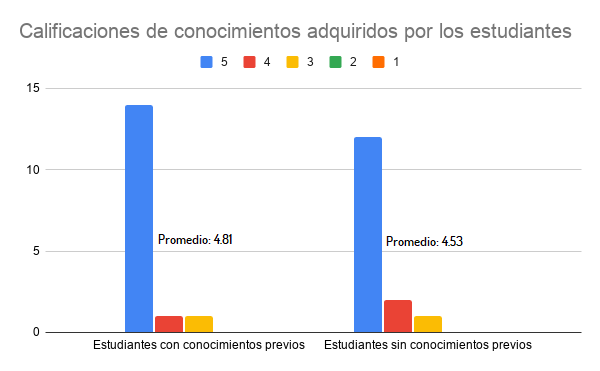 Calificaciones de conocimientos adquiridos por los estudiantes
5 4 3 2 1
15
10
5
0
Promedio: 4.81
Promedio: 4.53
Estudiantes con conocimientos previos
Estudiantes sin conocimientos previos